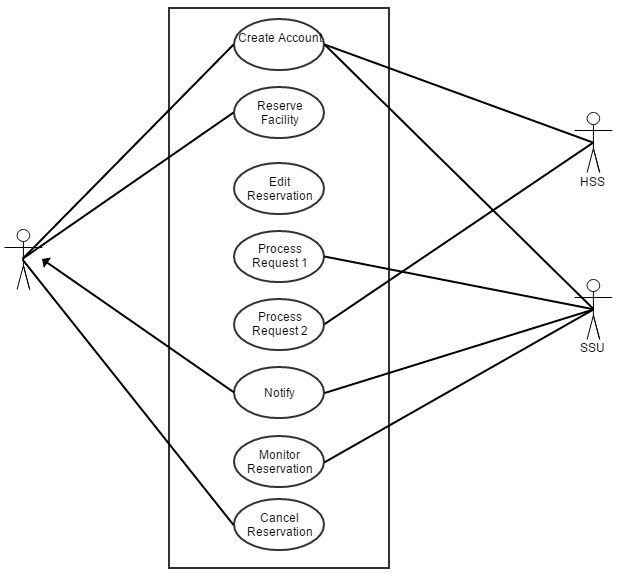 Create Account
Reserve
Facility
HSS
Edit
Reservation
Process
Request 1
Process
Request 2
SSU
Notify
Monitor
Reservation
Cancel
Reservation